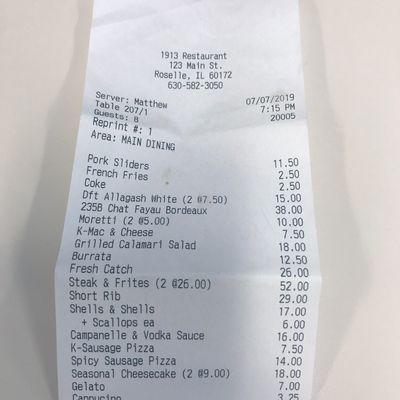 1913 Restaurant
123 Main St.
Roselle, IL 60172
630-582-3050
Server: Matthew 07/07/2019
Table 207/1 7:15 PM
Guests: 8 20005
Reprint #: 1
Area: MAIN DINING
Pork Sliders 11.50
French Fries 2.50
Coke 2.50
Dft Allagash White (2 @7.50) 15.00
235B Chat Fayau Bordeaux 38.00
Moretti (2 @5.00) 10.00
K-Mac & Cheese 7.50
Grilled Calamari Salad 18.00
Burrata 12.50
Fresh Catch 26.00
Steak & Frites (2 @26.00) 52.00
Short Rib 29.00
Shells & Shells 17.00
+ Scallops ea 6.00
Campanelle & Vodka Sauce 16.00
K-Sausage Pizza 7.50
Spicy Sausage Pizza 14.00
Seasonal Cheesecake (2 @9.00) 18.00
Gelato 7.00
Cappucino 3.25